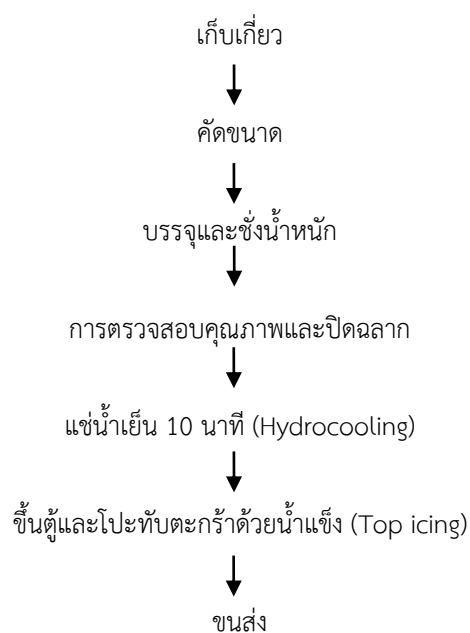 เก็บเกี่ยว
คัดขนาด
บรรจุและชั่งน้ำหนัก
การตรวจสอบคุณภาพและปิดฉลาก
แช่น้ำเย็น 10 นาที (Hydrocooling)
ขึ้นตู้และโปะทับตะกร้าด้วยน้ำแข็ง (Top icing)
ขนส่ง